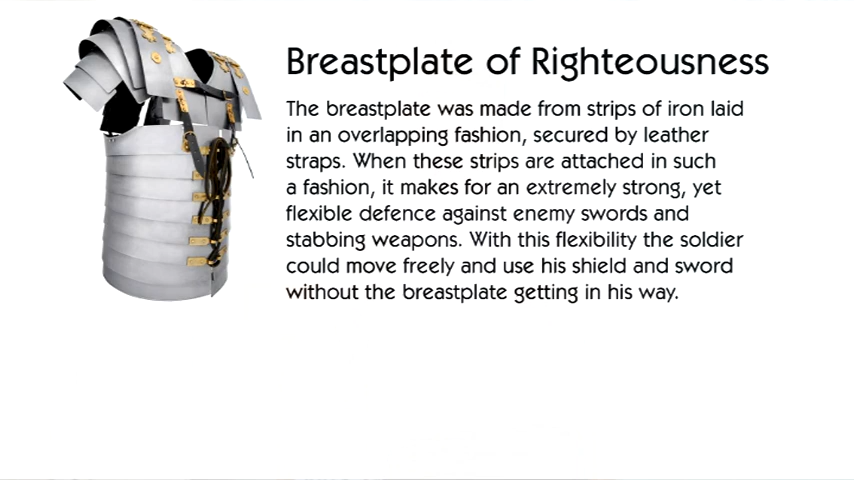 Breastplate of Righteousness
The breastplate was made from strips of iron laid
in an overlapping fashion, secured by leather
straps. When these strips are attached in such
a fashion, it makes for an extremely strong, yet
flexible defence against enemy swords and
stabbing weapons. With this flexibility the soldier
could move freely and use his shield and sword
without the breastplate getting in his way.